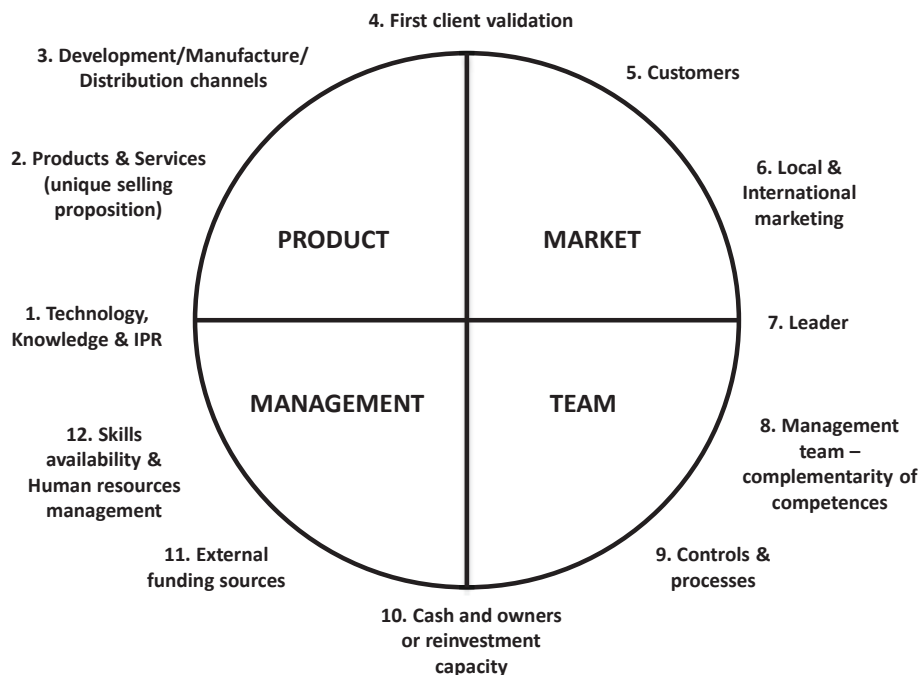 4. First client validation
3. Development/Manufacture/
Distribution channels
5. Customers
2. Products & Services
(unique selling
proposition)
6. Local &
International
marketing
PRODUCT
MARKET
1. Technology,
Knowledge & IPR
7. Leader
MANAGEMENT
TEAM
12. Skills
availability &
Human resources
management
8. Management
team –
complementarity of
competences
11. External
funding sources
9. Controls &
processes
10. Cash and owners
or reinvestment
capacity